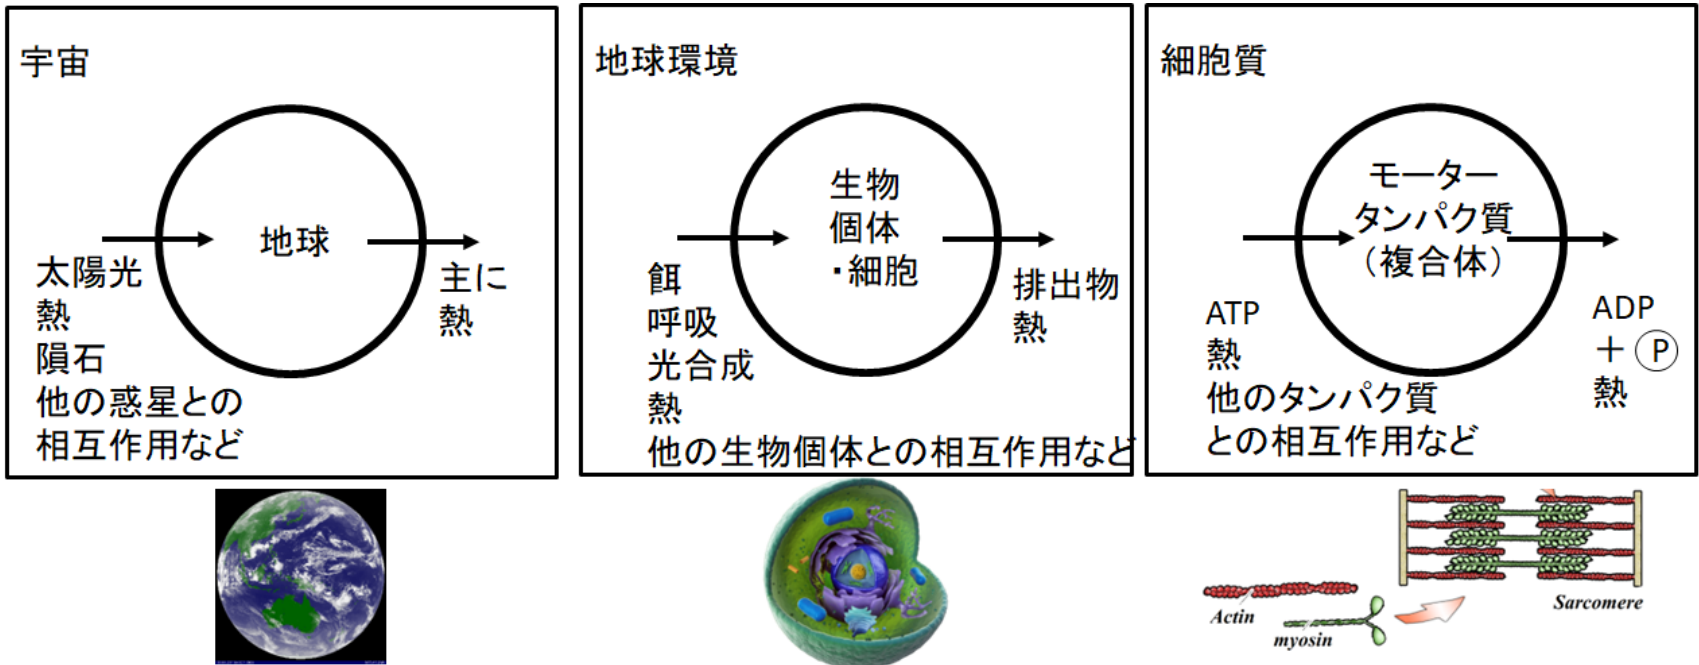 宇宙
地球
太陽光
熱
隕石
他の惑星との
相互作用など
主に
熱
地球環境
生物
個体
・細胞
餌
呼吸
光合成
熱
他の生物個体との相互作用など
排出物
熱
細胞質
モーター
タンパク質
（複合体）
ATP
熱
他のタンパク質
との相互作用など
ADP
＋ P
熱
Actin
myosin
Sarcomere